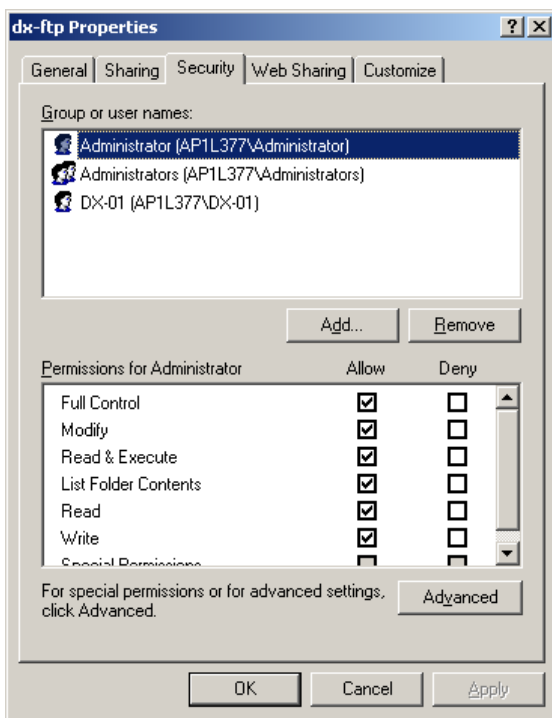 dx-ftp Properties
General Sharing Security Web Sharing Customize
Group or user names:
Administrator (AP1L377\Administrator)
Administrators (AP1L377\Administrators)
DX-01 (AP1L377\DX-01)
Add... Remove
Permissions for Administrator Allow Deny
Full Control
Modify
Read & Execute
List Folder Contents
Read
Write
Special Permissions
For special permissions or for advanced settings, click Advanced.
Advanced
OK Cancel Apply